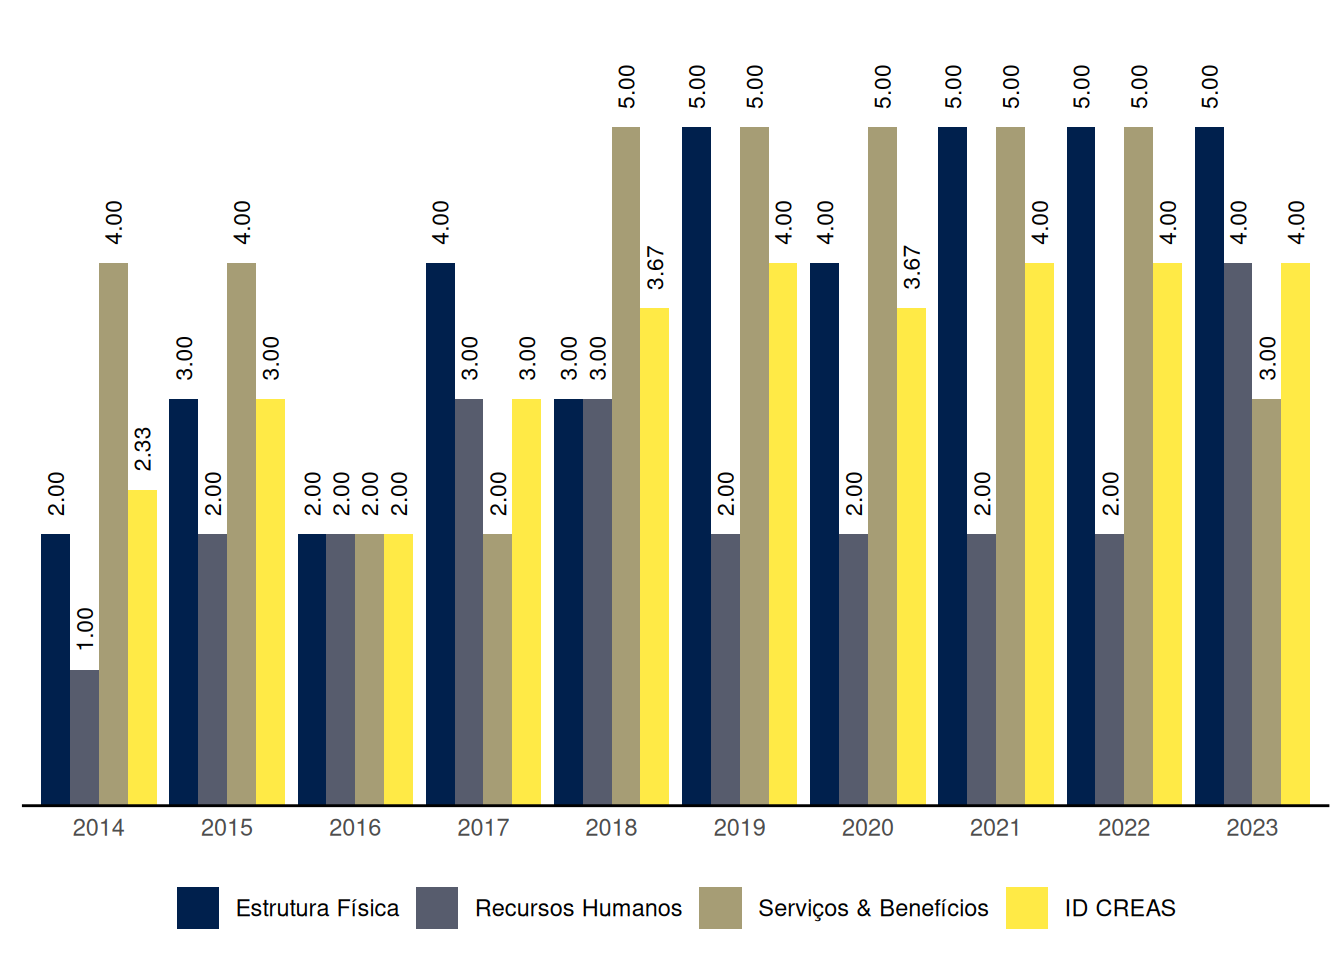 5.00 5.00 5.00 5.00 5.00 5.00 5.00 5.00 5.00
4.00 4.00 4.00 4.00 4.00 4.00 4.00 4.00 4.00
3.67 3.67
3.00 3.00 3.00 3.00 3.00 3.00 3.00
2.33
2.00 2.00 2.00 2.00 2.00 2.00 2.00 2.00 2.00 2.00 2.00
1.00
2014 2015 2016 2017 2018 2019 2020 2021 2022 2023
Estrutura Física Recursos Humanos Serviços & Benefícios ID CREAS